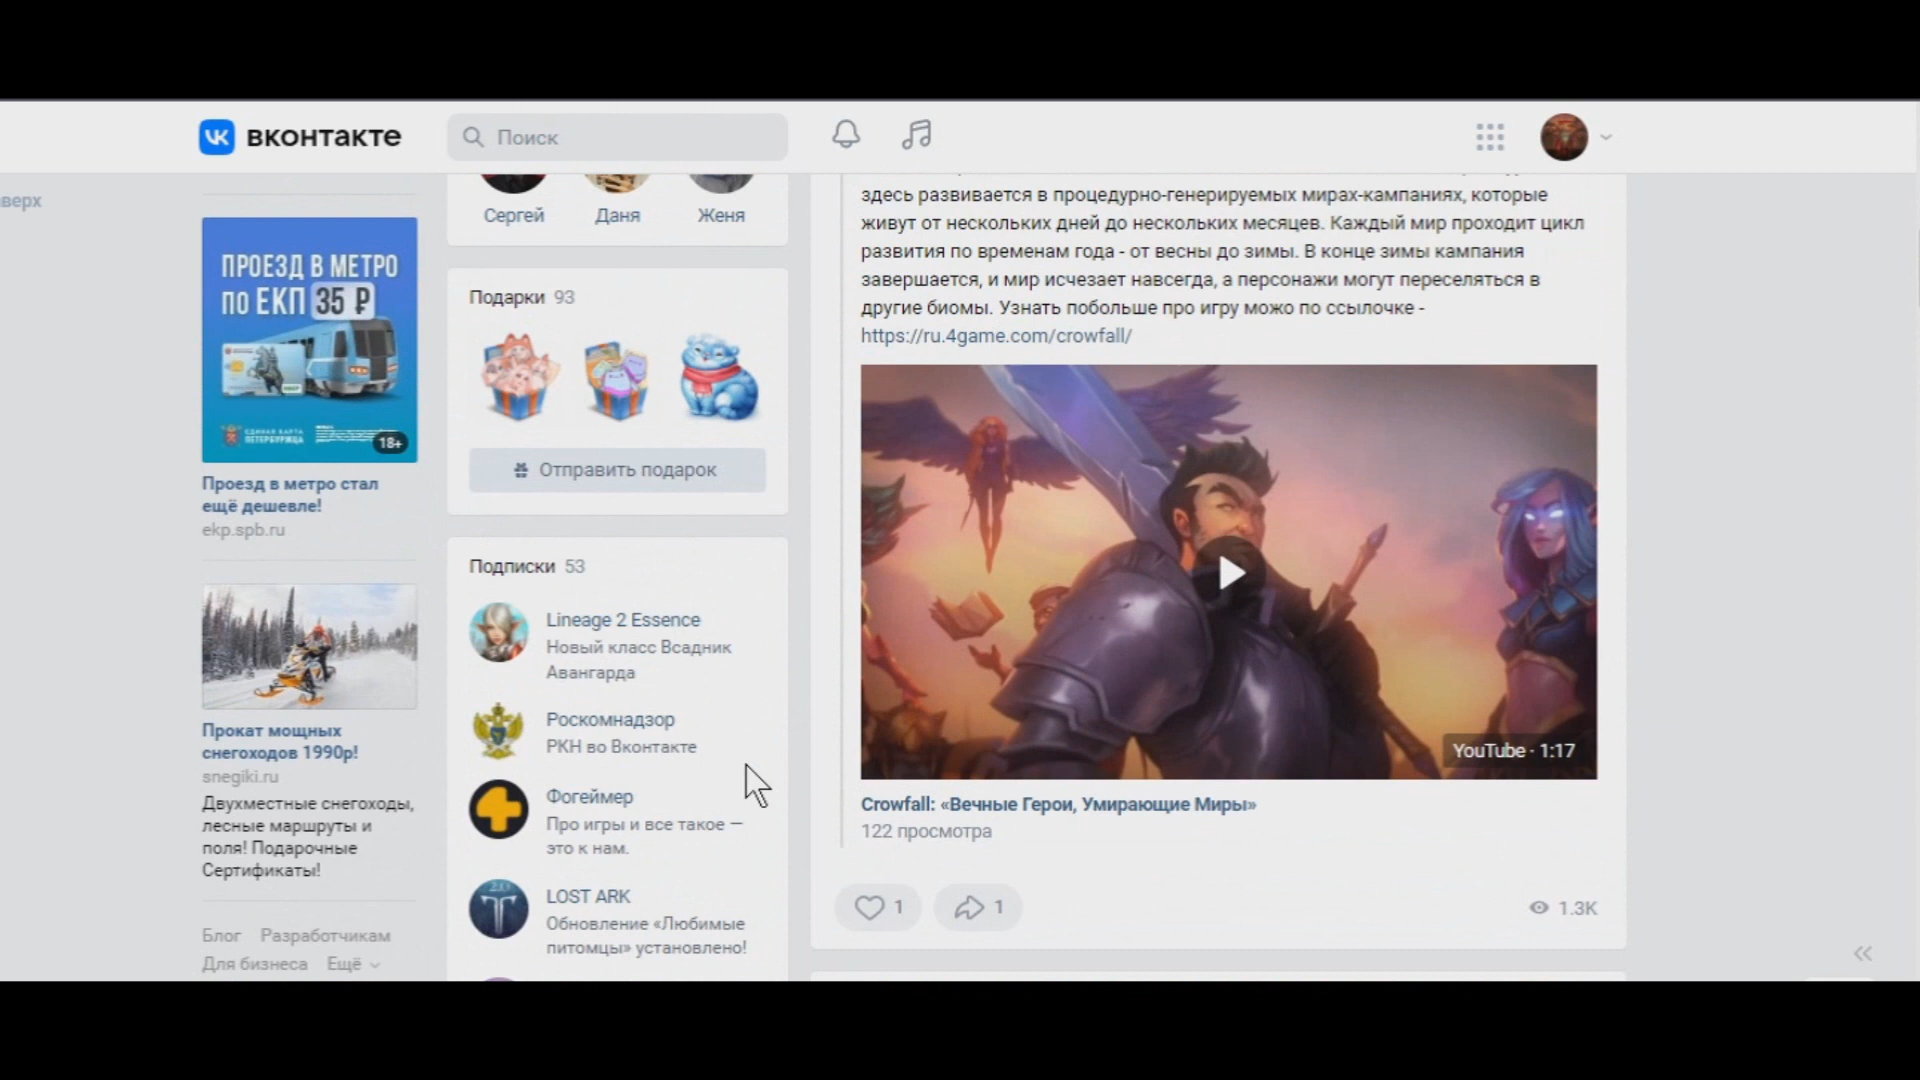 вконтакте
Поиск
аверх
ПРОЕЗД В МЕТРО
ПО ЕКП 35 ₽
ЕДИНАЯ КАРТА
ПЕТЕРБУРЖЦА
18+
Проезд в метро стал
ещё дешевле!
ekp.spb.ru
Прокат мощных
снегоходов 1990р!
snegiki.ru
Двухместные снегоходы,
лесные маршруты и
поля! Подарочные
Сертификаты!
Блог Разработчикам
Для бизнеса Ещё
Сергей Даня Женя
Подарки 93
Отправить подарок
Подписки 53
Lineage 2 Essence
Новый класс Всадник
Авангарда
Роскомнадзор
РКН во Вконтакте
Фогеймер
Про игры и все такое —
это к нам.
2.0
LOST ARK
Обновление «Любимые
питомцы» установлено!
здесь развивается в процедурно-генерируемых мирах-кампаниях, которые
живут от нескольких дней до нескольких месяцев. Каждый мир проходит цикл
развития по временам года - от весны до зимы. В конце зимы кампания
завершается, и мир исчезает навсегда, а персонажи могут переселяться в
другие биомы. Узнать побольше про игру можо по ссылочке -
https://ru.4game.com/crowfall/
YouTube · 1:17
Crowfall: «Вечные Герои, Умирающие Миры»
122 просмотра
1 1
1.3K